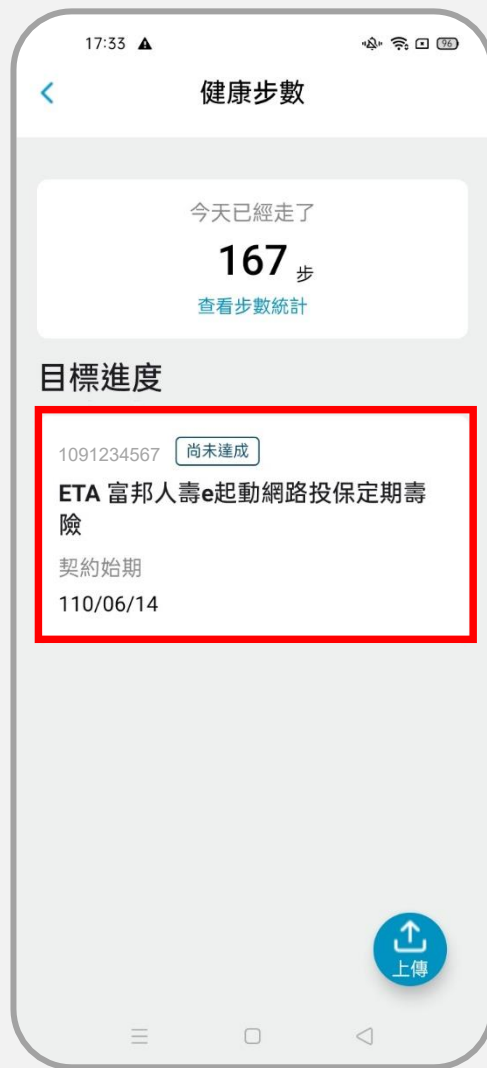 17:33
96
健康步數
今天已經走了
167 步
查看步數統計
目標進度
1091234567 尚未達成
ETA 富邦人壽e起動網路投保定期壽
險
契約始期
110/06/14
上傳